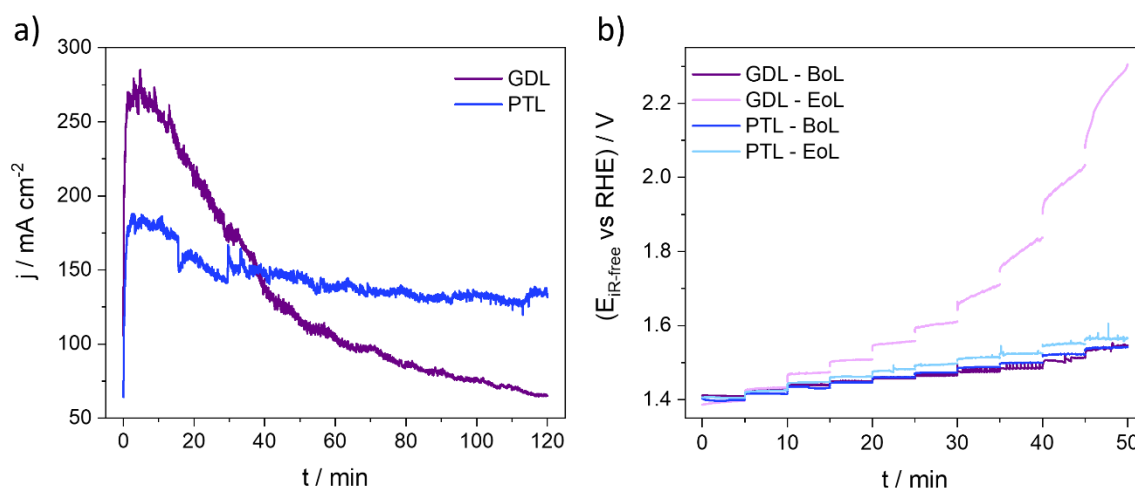 a)
300
250
200
150
100
50
j / mA cm⁻²
0
20
40
60
80
100
120
t / min
GDL
PTL
b)
2.2
2.0
1.8
1.6
1.4
(E_iR-free vs RHE) / V
0
10
20
30
40
50
t / min
GDL - BoL
GDL - EoL
PTL - BoL
PTL - EoL